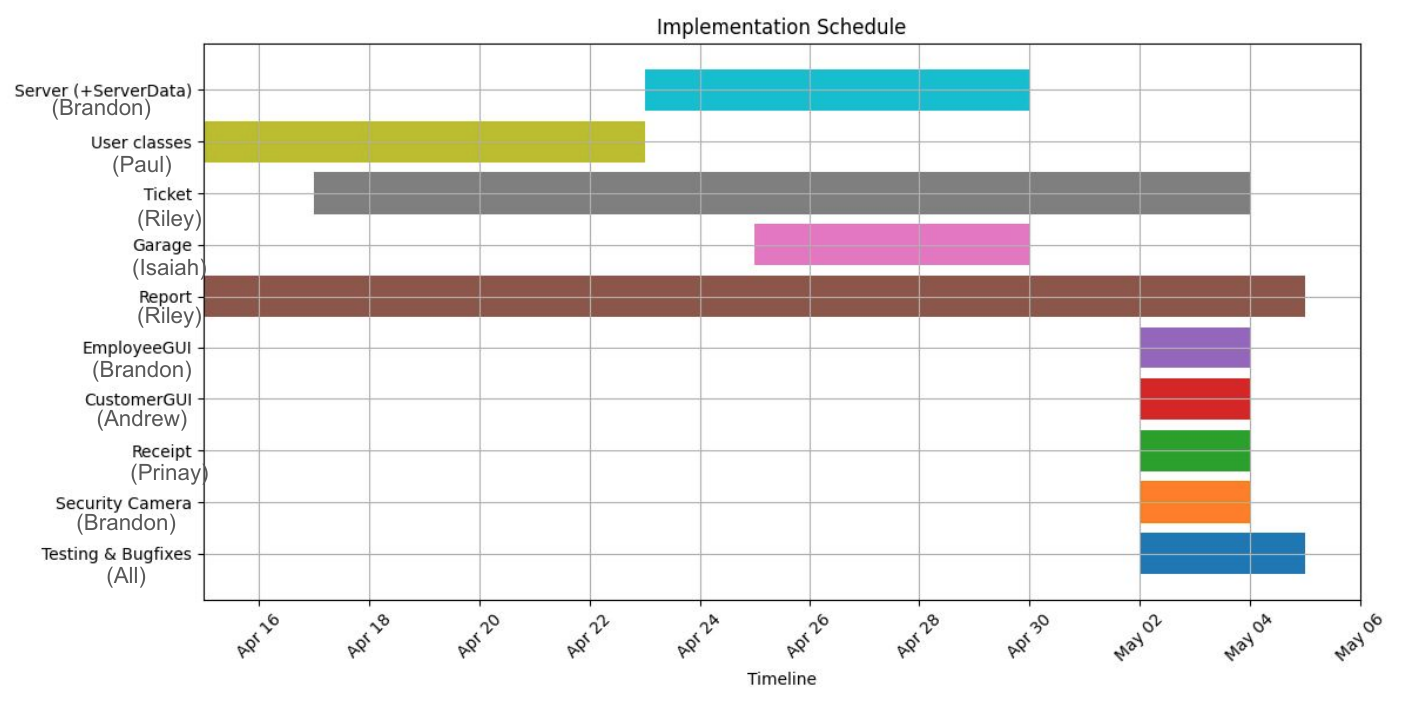 Implementation Schedule
Server (+ServerData)
(Brandon)
User classes
(Paul)
Ticket
(Riley)
Garage
(Isaiah)
Report
(Riley)
EmployeeGUI
(Brandon)
CustomerGUI
(Andrew)
Receipt
(Prinay)
Security Camera
(Brandon)
Testing & Bugfixes
(All)
Apr 16 Apr 18 Apr 20 Apr 22 Apr 24 Apr 26 Apr 28 Apr 30 May 02 May 04 May 06
Timeline